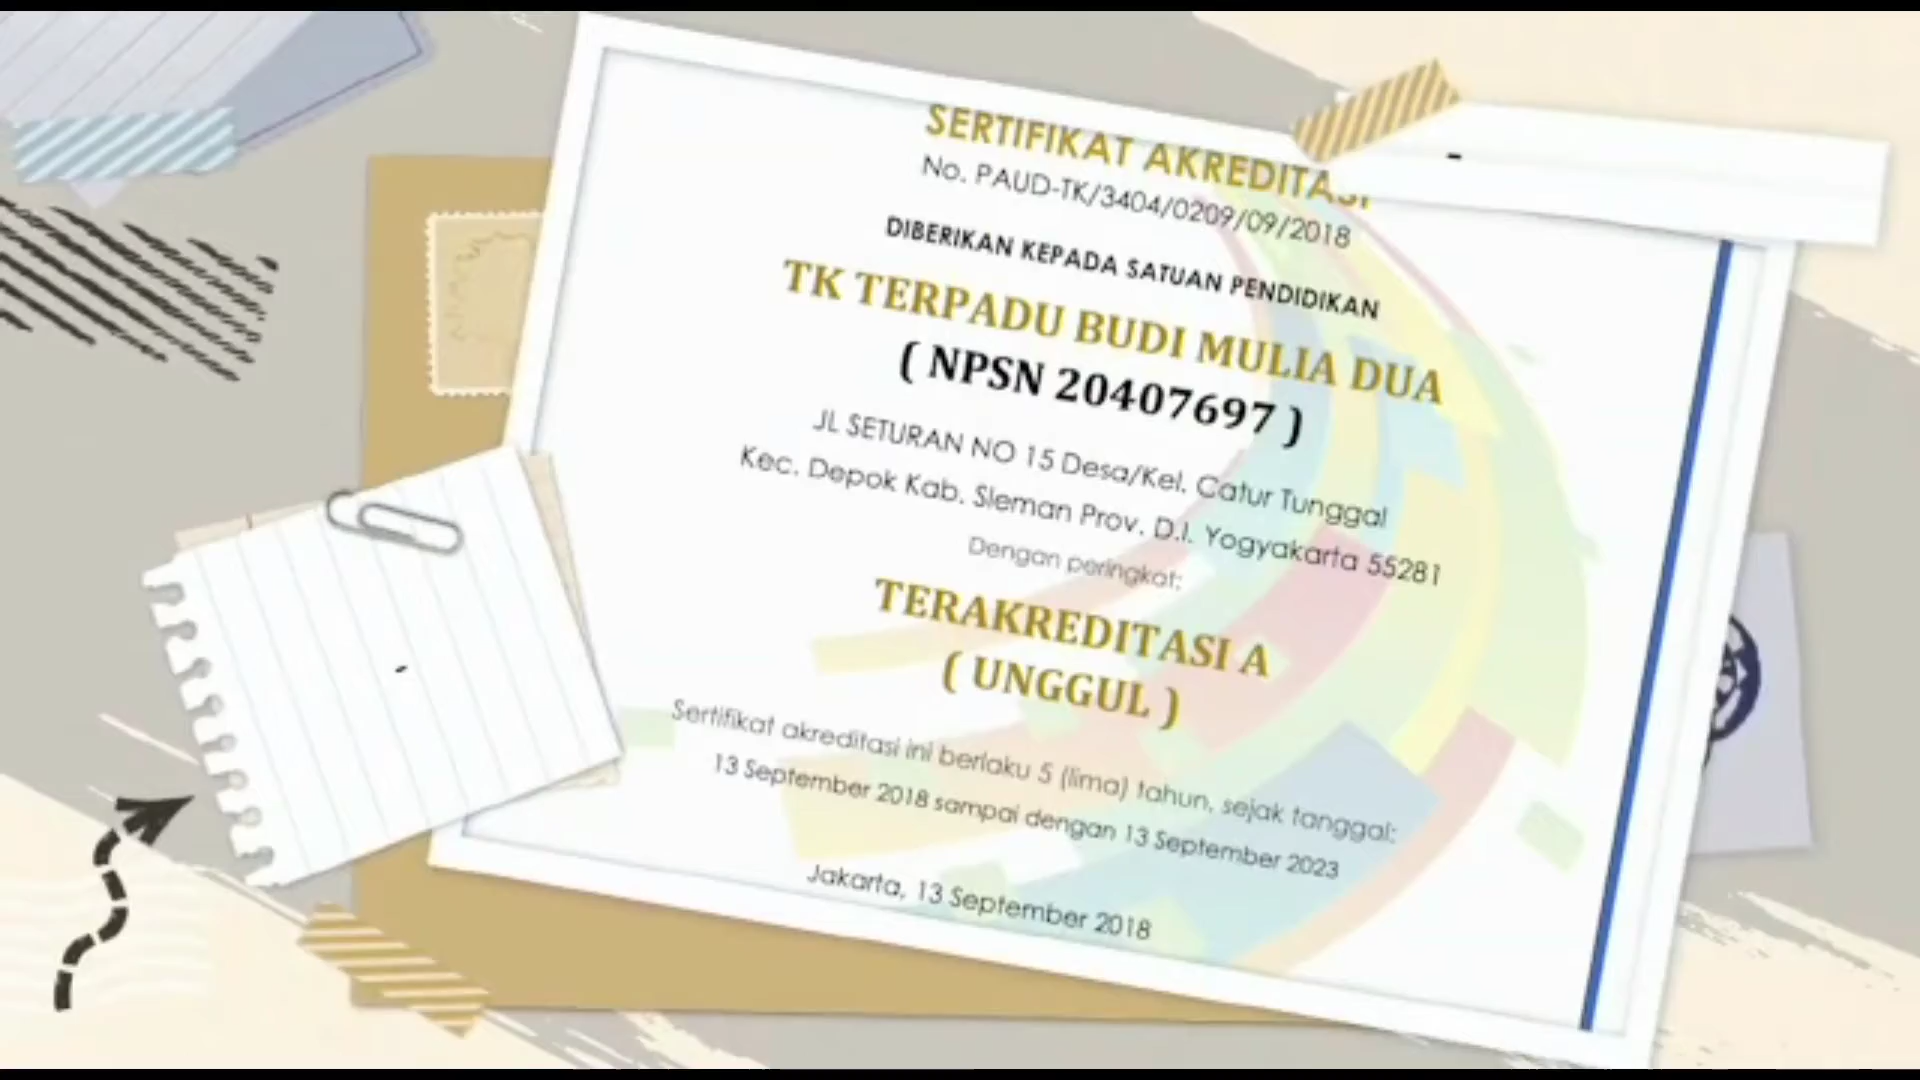 SERTIFIKAT AKREDITASI
No. PAUD-TK/3404/0209/09/2018
DIBERIKAN KEPADA SATUAN PENDIDIKAN
TK TERPADU BUDI MULIA DUA
( NPSN 20407697 )
JL SETURAN NO 15 Desa/Kel. Catur Tunggal
Kec. Depok Kab. Sleman Prov. D.I. Yogyakarta 55281
Dengan peringkat:
TERAKREDITASI A
( UNGGUL )
Sertifikat akreditasi ini berlaku 5 (lima) tahun, sejak tanggal:
13 September 2018 sampai dengan 13 September 2023
Jakarta, 13 September 2018
-
-